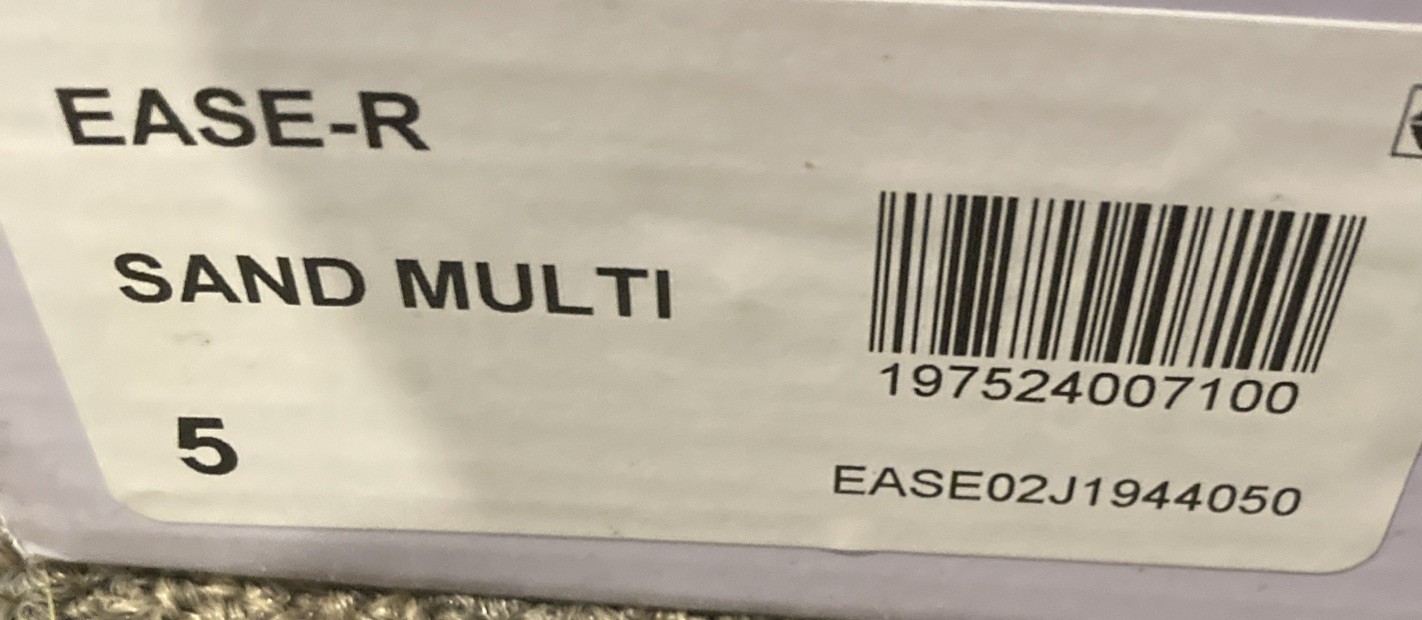 EASE-R
SAND MULTI
5
197524007100
EASE02J1944050